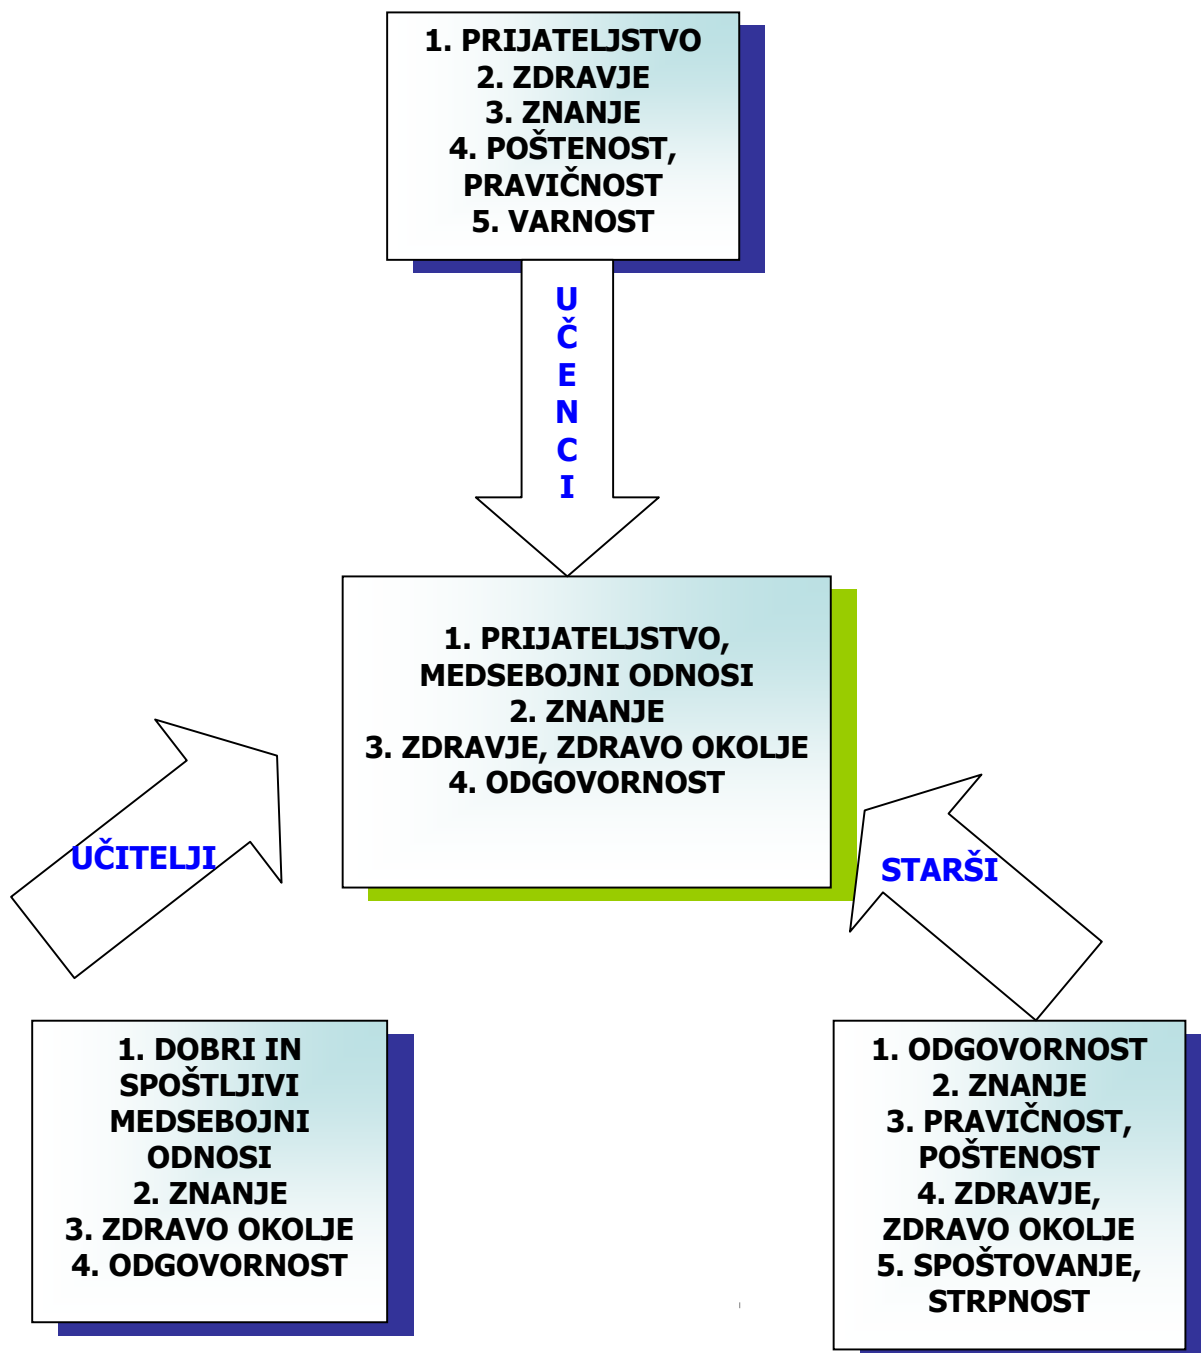 1. PRIJATELJSTVO
2. ZDRAVJE
3. ZNANJE
4. POŠTENOST,
PRAVIČNOST
5. VARNOST
U
Č
E
N
C
I
1. PRIJATELJSTVO,
MEDSEBOJNI ODNOSI
2. ZNANJE
3. ZDRAVJE, ZDRAVO OKOLJE
4. ODGOVORNOST
UČITELJI
STARŠI
1. DOBRI IN
SPOŠTLJIVI
MEDSEBOJNI
ODNOSI
2. ZNANJE
3. ZDRAVO OKOLJE
4. ODGOVORNOST
1. ODGOVORNOST
2. ZNANJE
3. PRAVIČNOST,
POŠTENOST
4. ZDRAVJE,
ZDRAVO OKOLJE
5. SPOŠTOVANJE,
STRPNOST